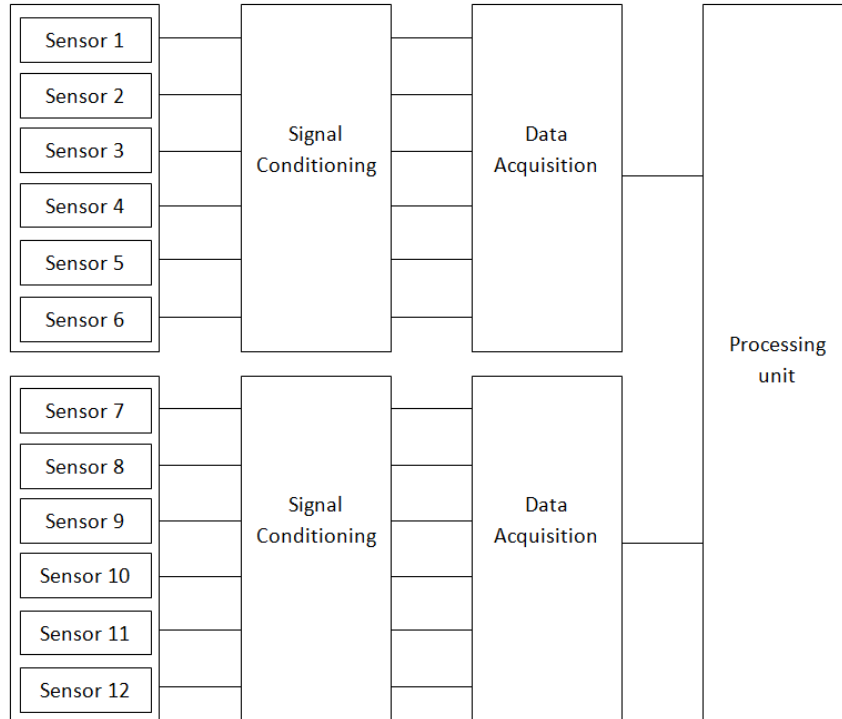 Sensor 1
Sensor 2
Sensor 3
Sensor 4
Sensor 5
Sensor 6
Signal
Conditioning
Data
Acquisition
Sensor 7
Sensor 8
Sensor 9
Sensor 10
Sensor 11
Sensor 12
Signal
Conditioning
Data
Acquisition
Processing
unit